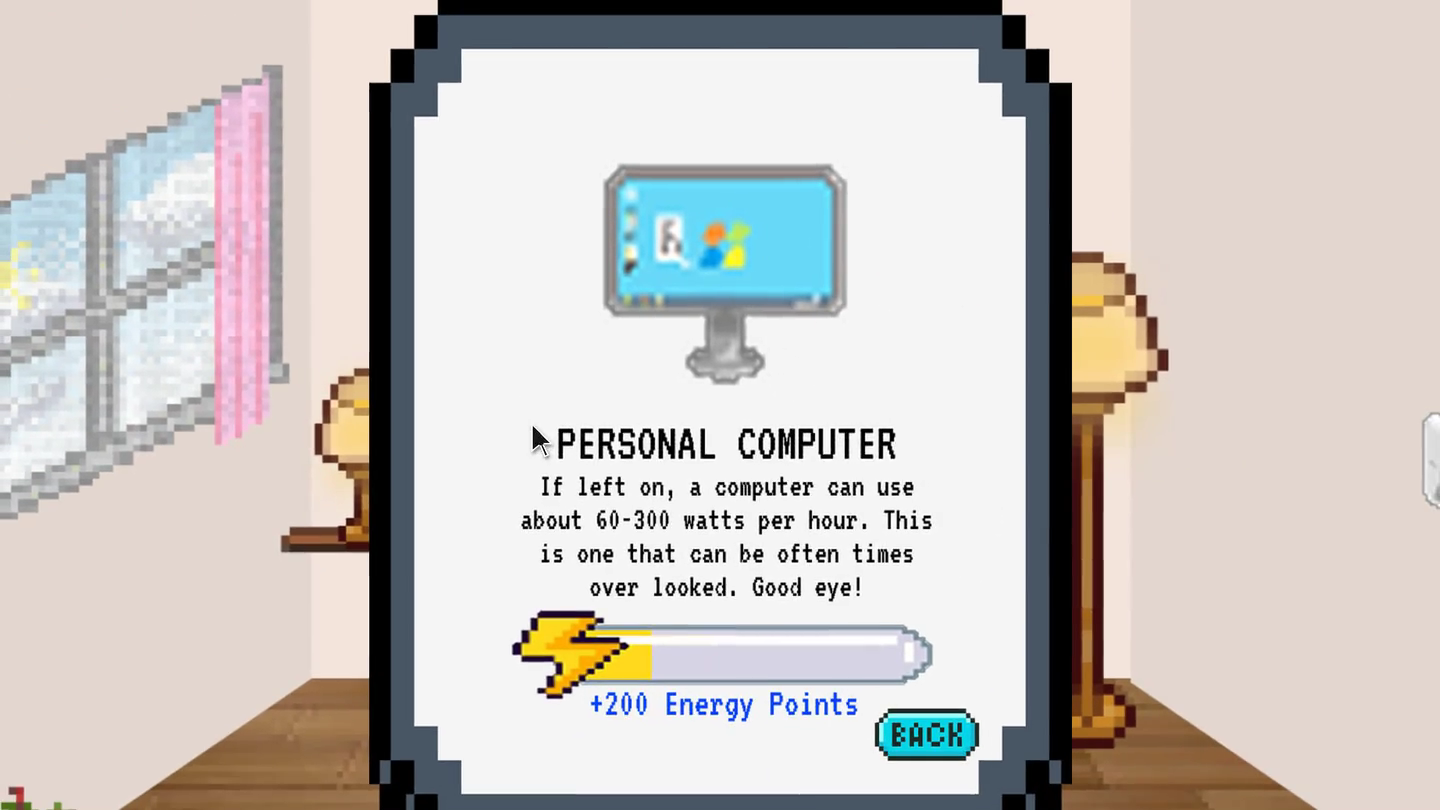 PERSONAL COMPUTER
If left on, a computer can use
about 60-300 watts per hour. This
is one that can be often times
over looked. Good eye!
+200 Energy Points
BACK